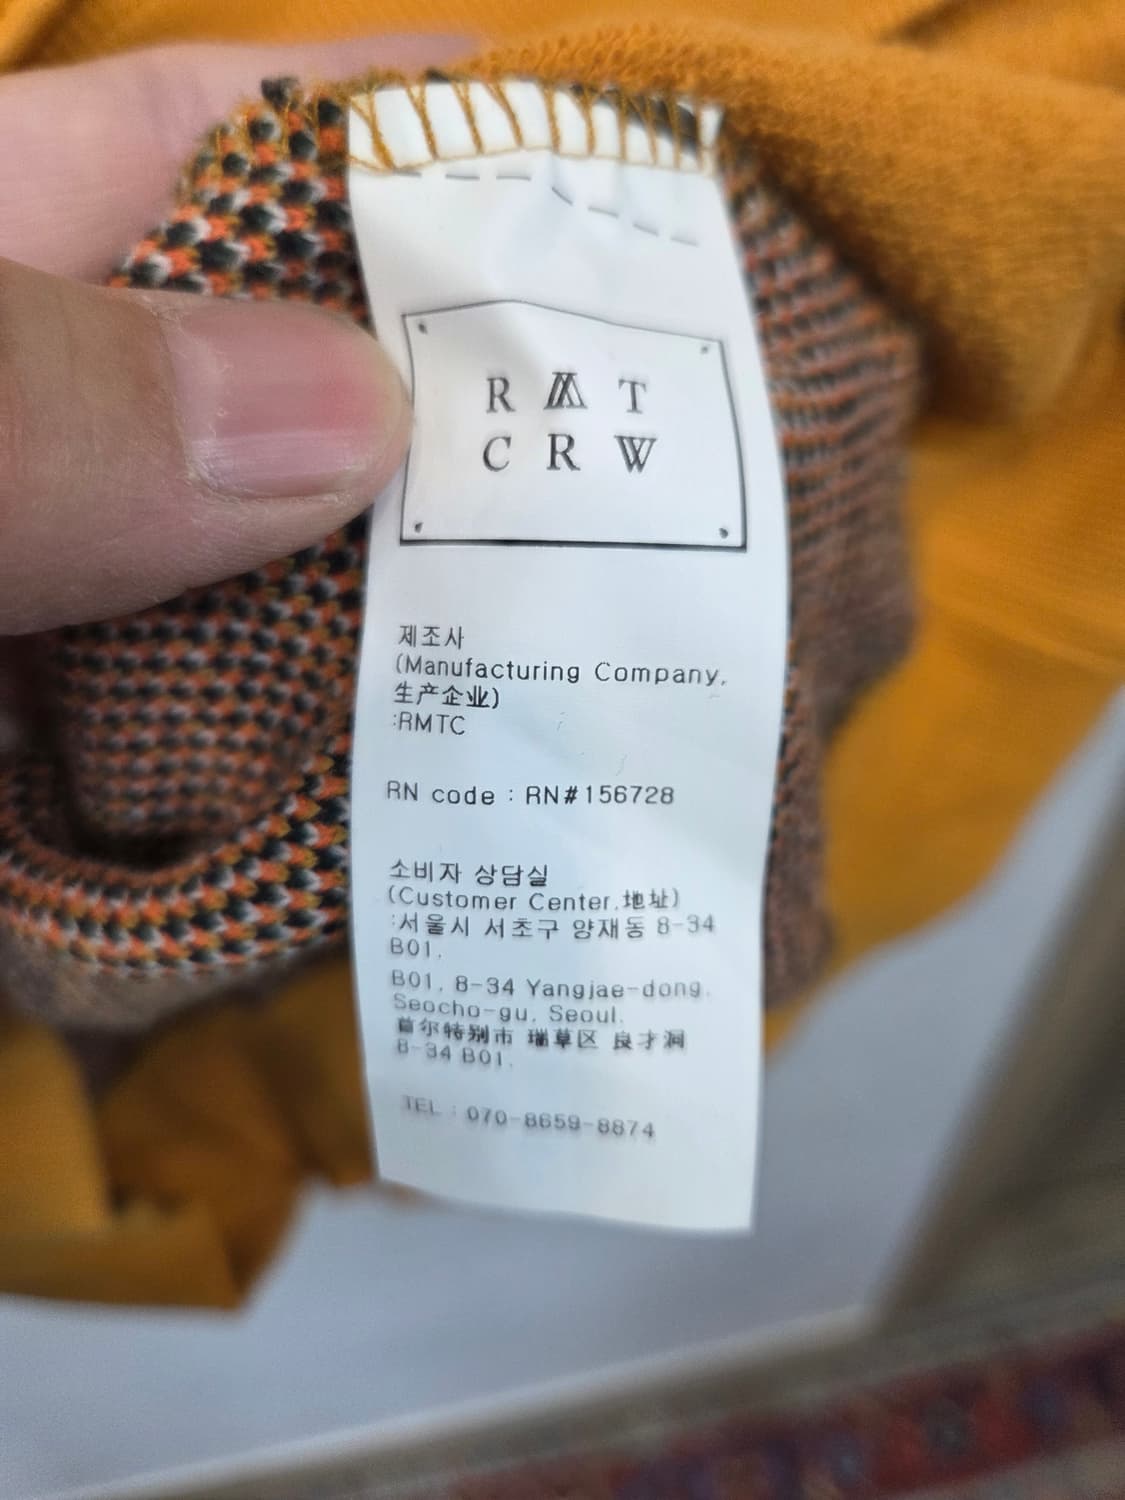 R M T
C R W
제조사
(Manufacturing Company,
生产企业)
:RMTC
RN code : RN#156728
소비자 상담실
(Customer Center,地址)
:서울시 서초구 양재동 8-34
B01,
B01, 8-34 Yangjae-dong,
Seocho-gu, Seoul,
首尔特别市 瑞草区 良才洞
8-34 B01,
TEL : 070-8659-8874